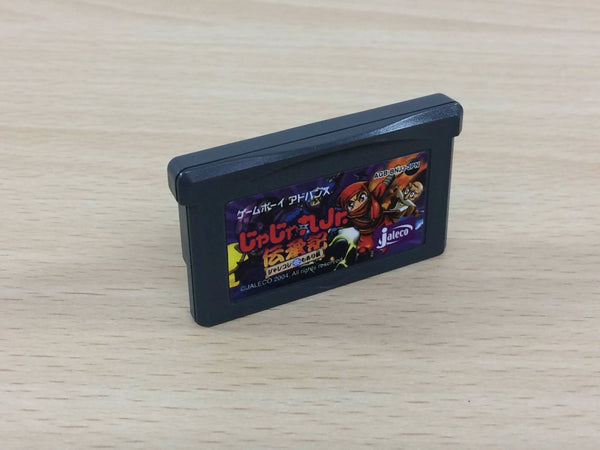 ゲームボーイ アドバンス
AGB-BNJJ-JPN
じゃじゃ丸Jr.
伝承記
ジャレコレもあり候
jaleco
©JALECO 2004. All rights reserved.